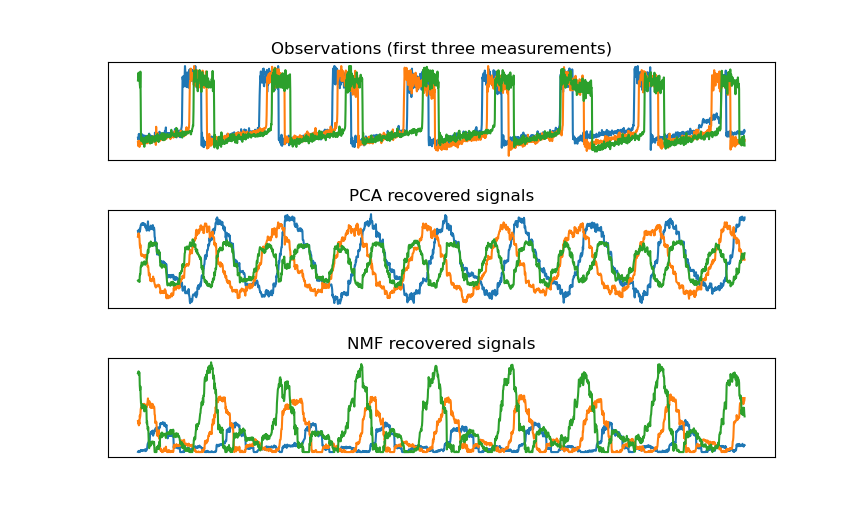 Observations (first three measurements)
PCA recovered signals
NMF recovered signals